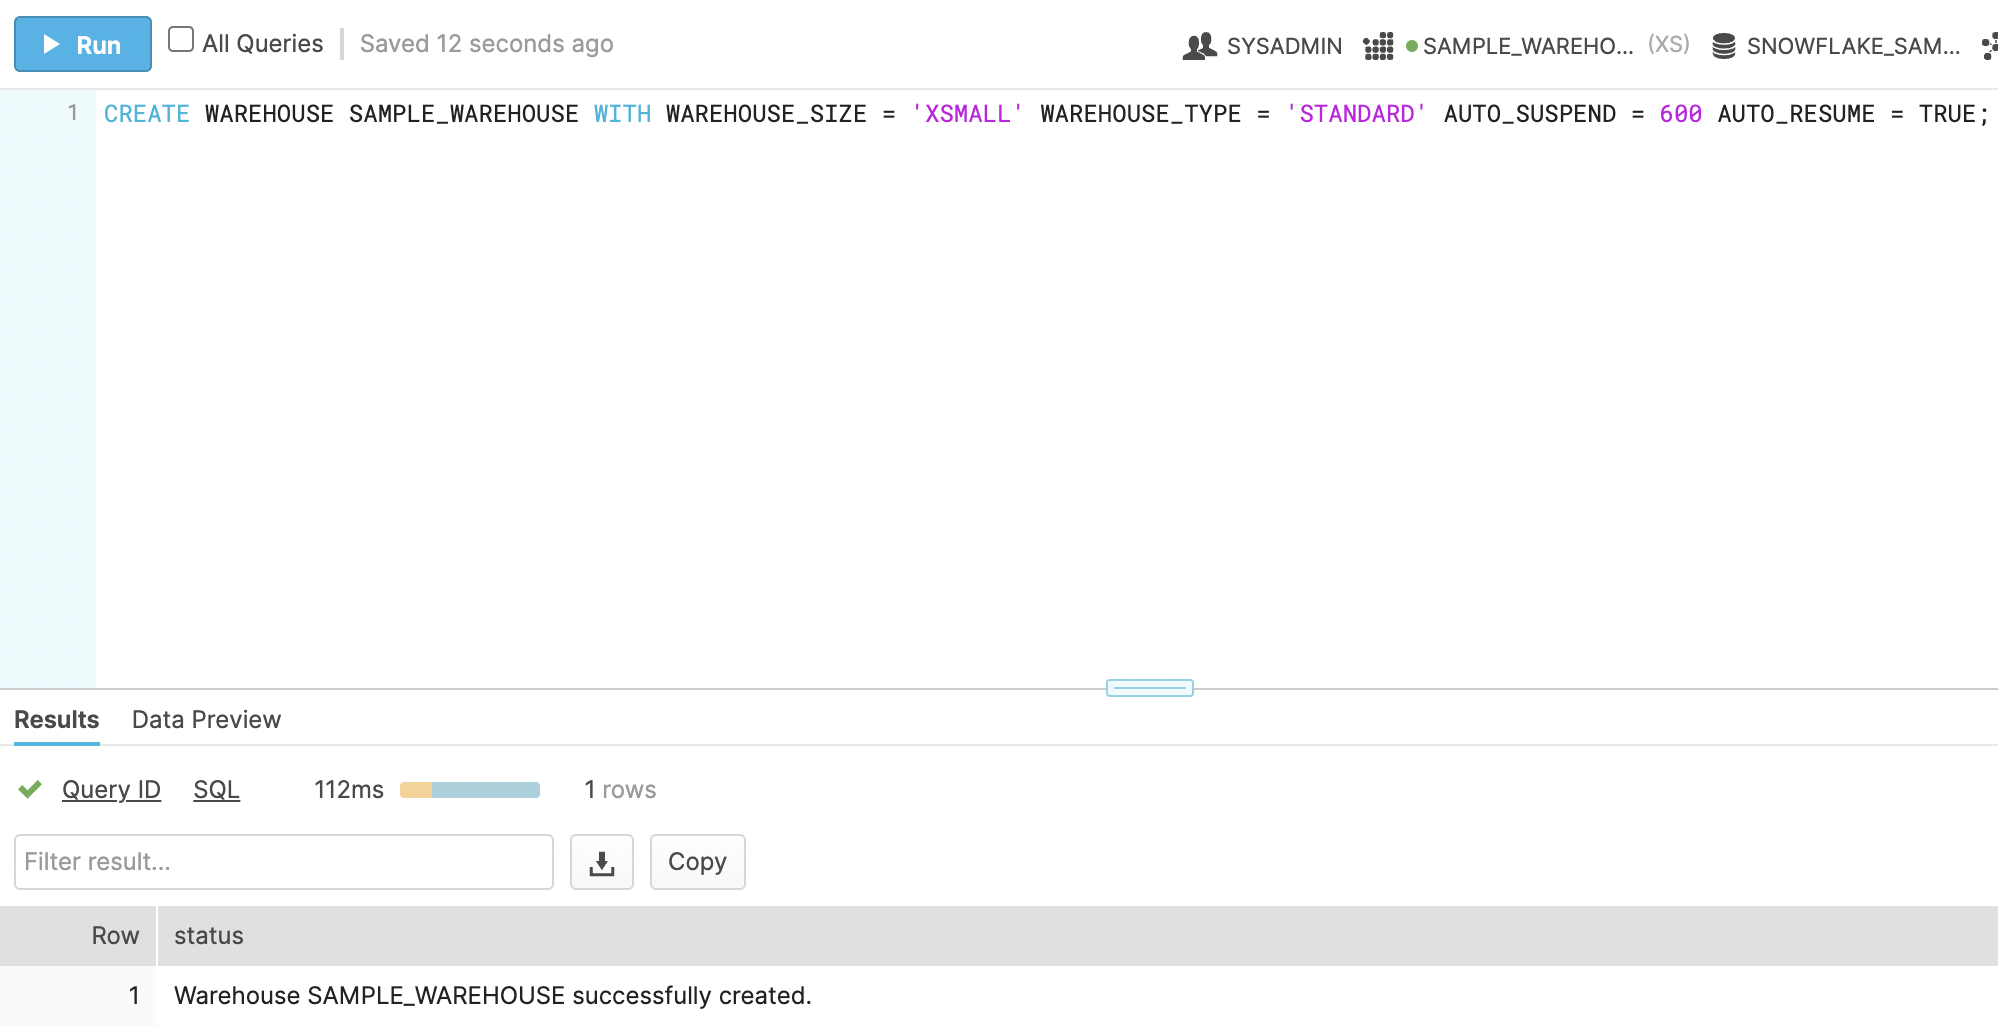 Run All Queries Saved 12 seconds ago SYSADMIN SAMPLE_WAREHO... (XS) SNOWFLAKE_SAM...
1 CREATE WAREHOUSE SAMPLE_WAREHOUSE WITH WAREHOUSE_SIZE = 'XSMALL' WAREHOUSE_TYPE = 'STANDARD' AUTO_SUSPEND = 600 AUTO_RESUME = TRUE;
Results Data Preview
Query ID SQL 112ms 1 rows
Filter result... Copy
Row status
1 Warehouse SAMPLE_WAREHOUSE successfully created.